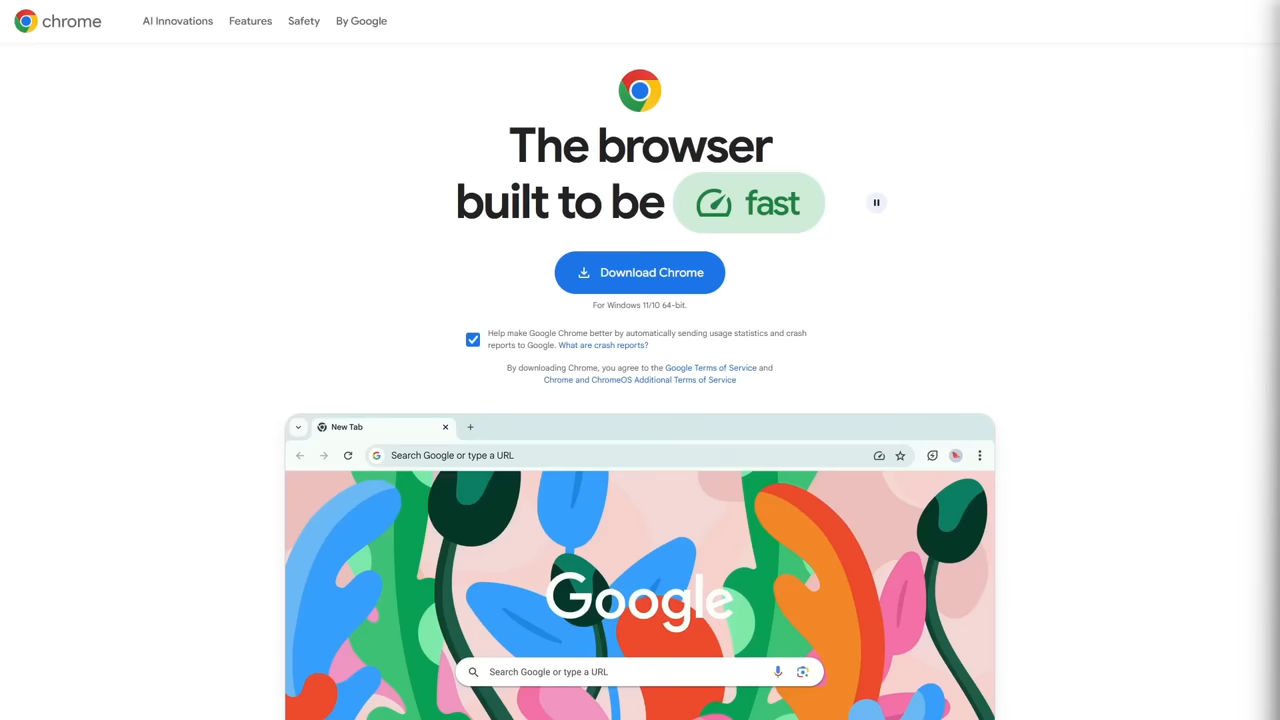 chrome
AI Innovations
Features
Safety
By Google
The browser
built to be fast
Download Chrome
For Windows 11/10 64-bit.
Help make Google Chrome better by automatically sending usage statistics and crash
reports to Google. What are crash reports?
By downloading Chrome, you agree to the Google Terms of Service and
Chrome and ChromeOS Additional Terms of Service
New Tab
Search Google or type a URL
Google
Search Google or type a URL